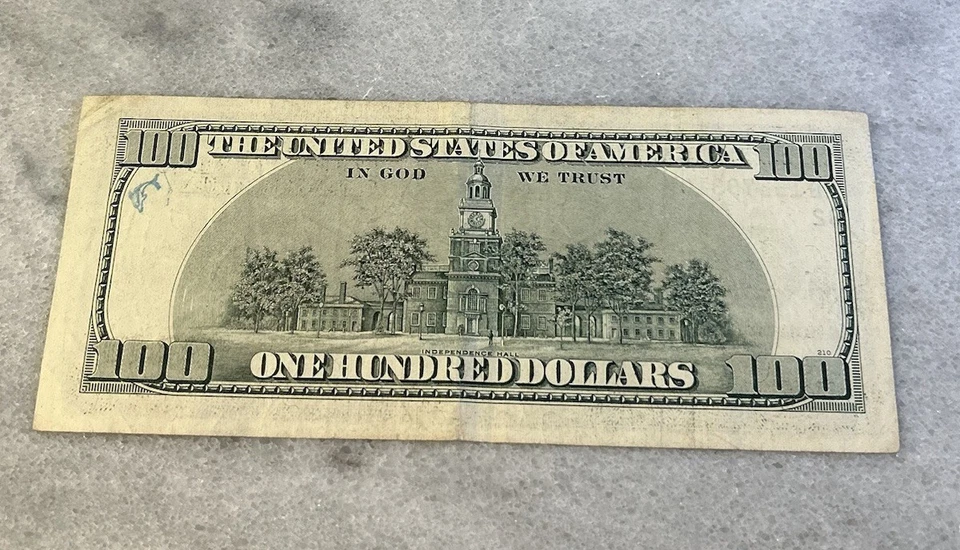 100 THE UNITED STATES OF AMERICA 100
IN GOD WE TRUST
INDEPENDENCE HALL
210
100 ONE HUNDRED DOLLARS 100